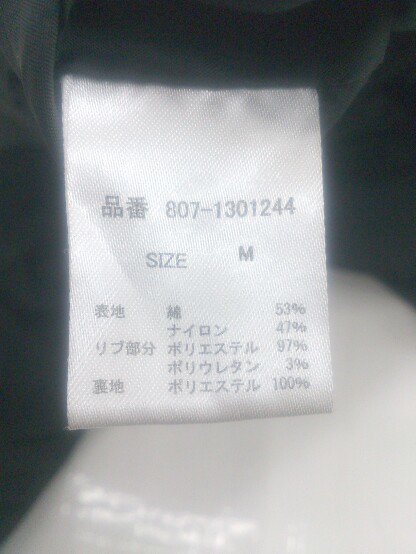 品番 807-1301244
SIZE M
表地 綿 53%
ナイロン 47%
リブ部分 ポリエステル 97%
ポリウレタン 3%
裏地 ポリエステル 100%